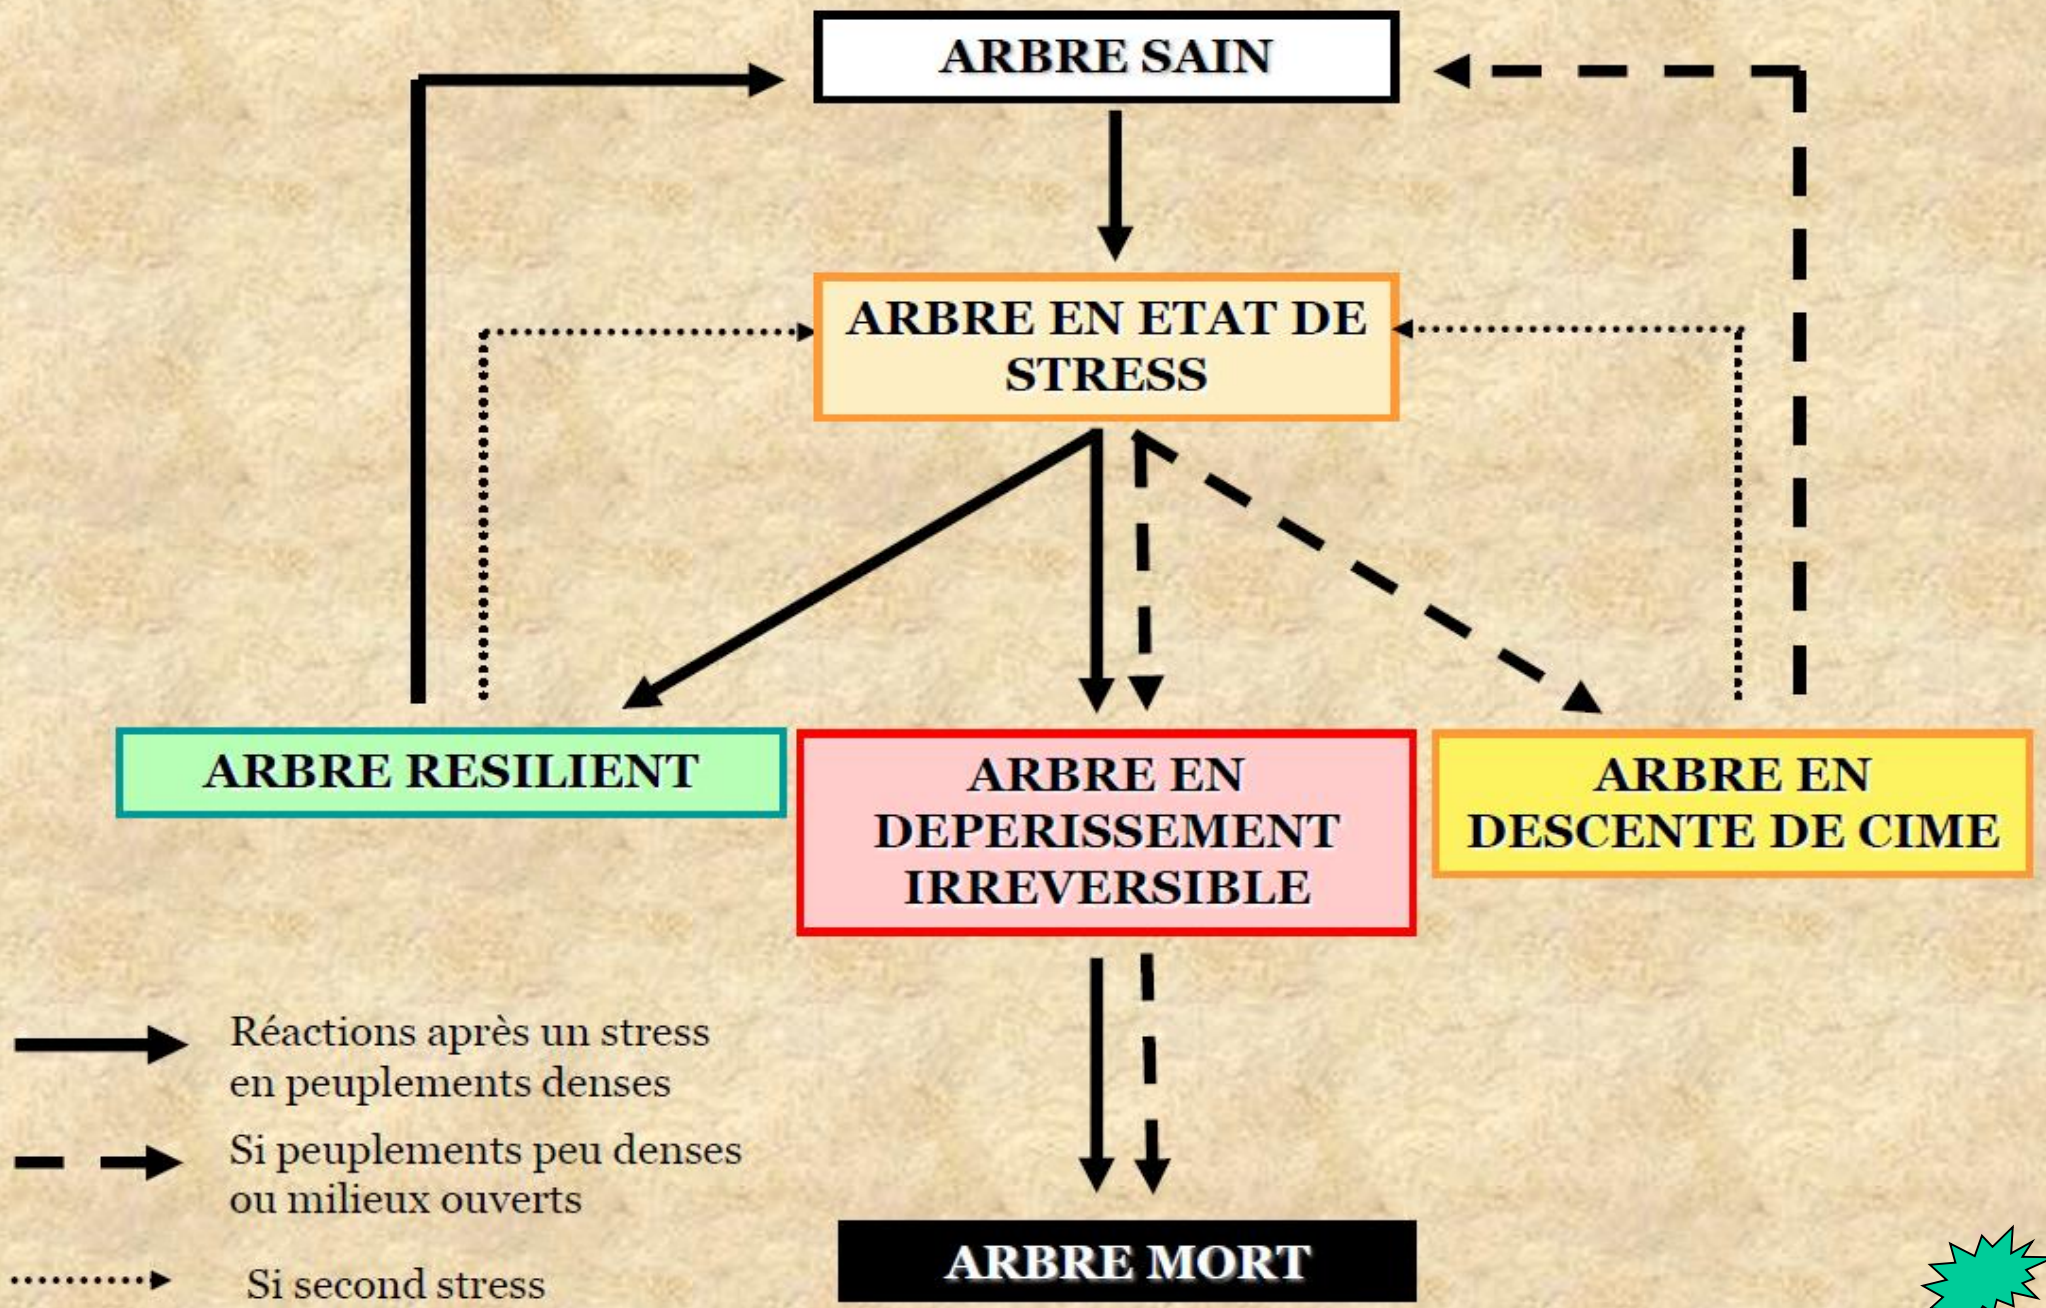 ARBRE SAIN
ARBRE EN ETAT DE
STRESS
ARBRE RESILIENT
ARBRE EN
DEPERISSEMENT
IRREVERSIBLE
ARBRE EN
DESCENTE DE CIME
Réactions après un stress
en peuplements denses
Si peuplements peu denses
ou milieux ouverts
Si second stress
ARBRE MORT